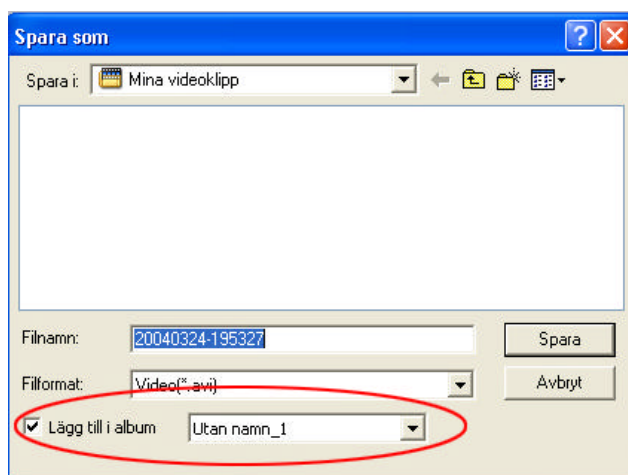 Spara som
Spara i: Mina videoklipp
Filnamn: 20040324-195327 Spara
Filformat: Video(*.avi) Avbryt
Lägg till i album Utan namn_1